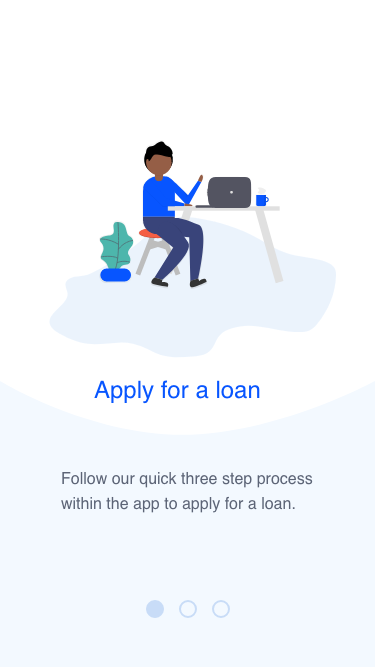 Apply for a loan
Follow our quick three step process
within the app to apply for a loan.